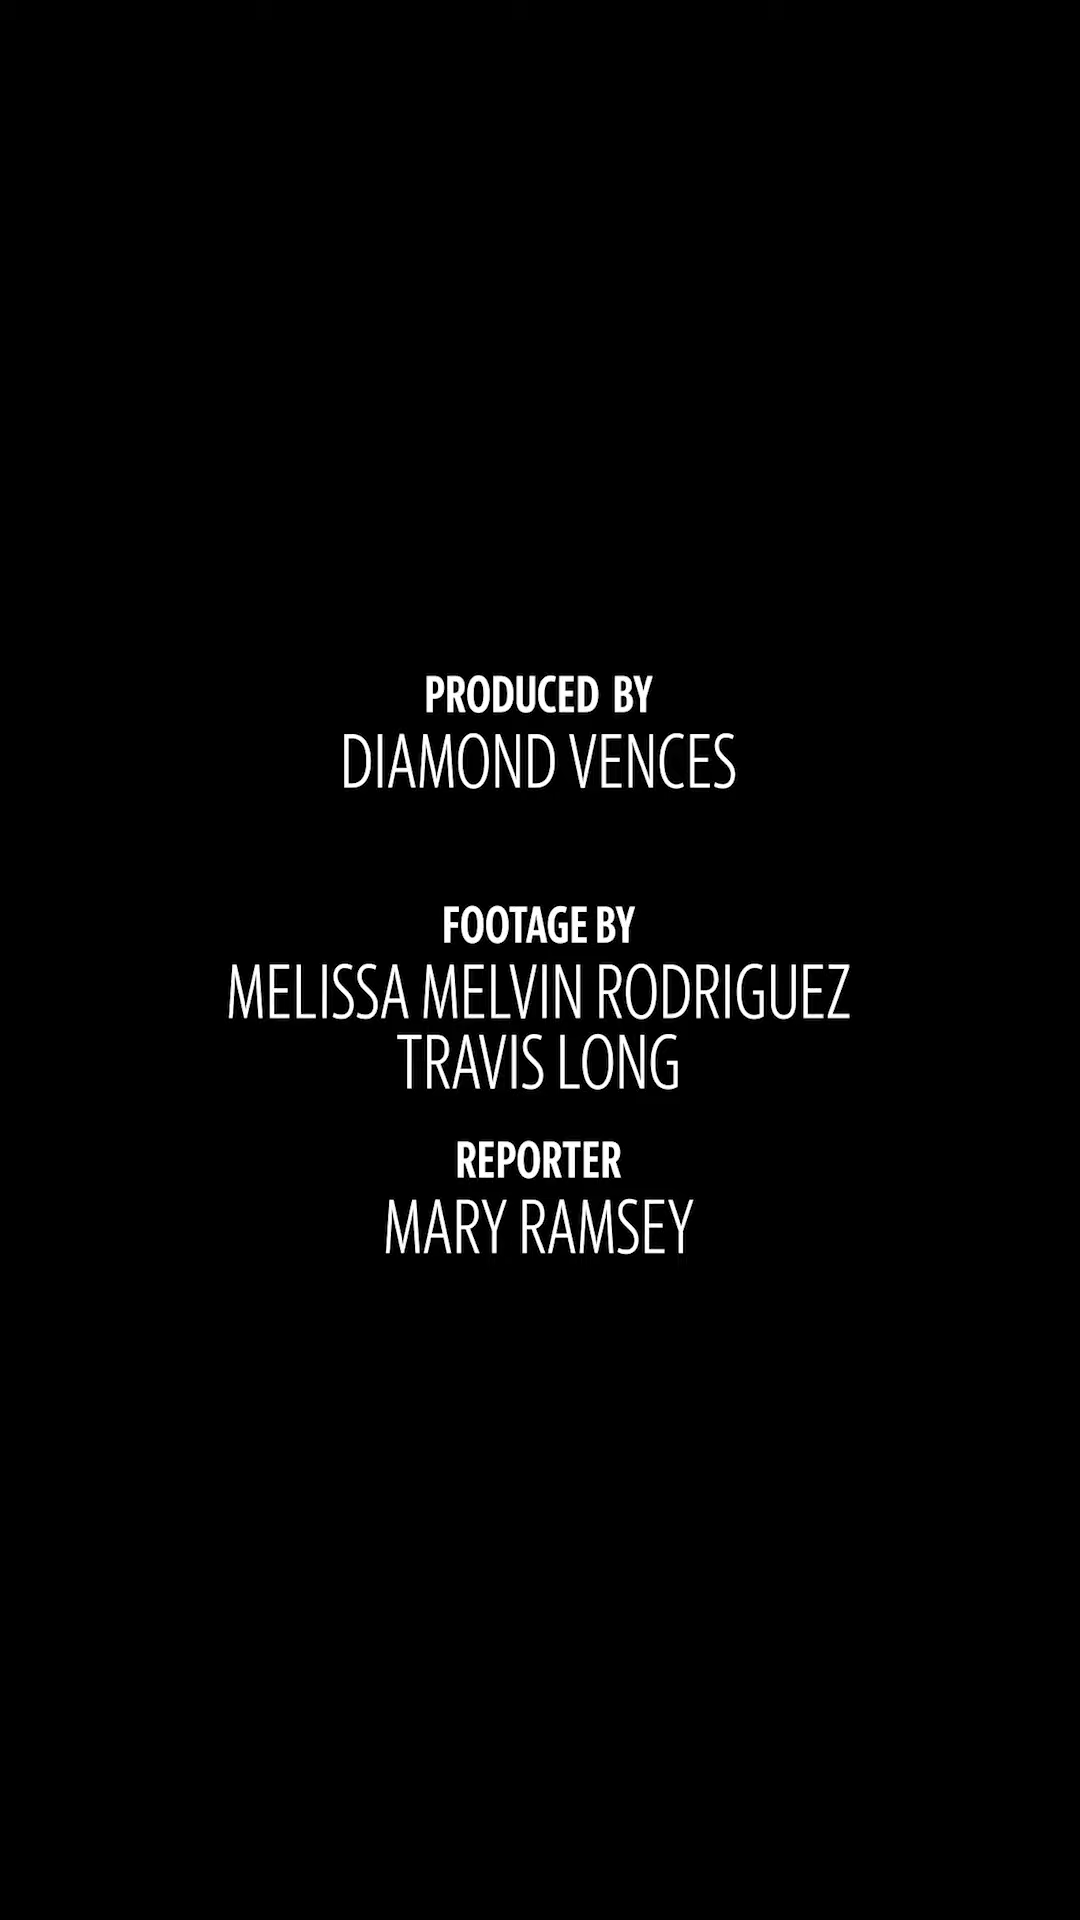 PRODUCED BY
DIAMOND VENCES
FOOTAGE BY
MELISSA MELVIN RODRIGUEZ
TRAVIS LONG
REPORTER
MARY RAMSEY